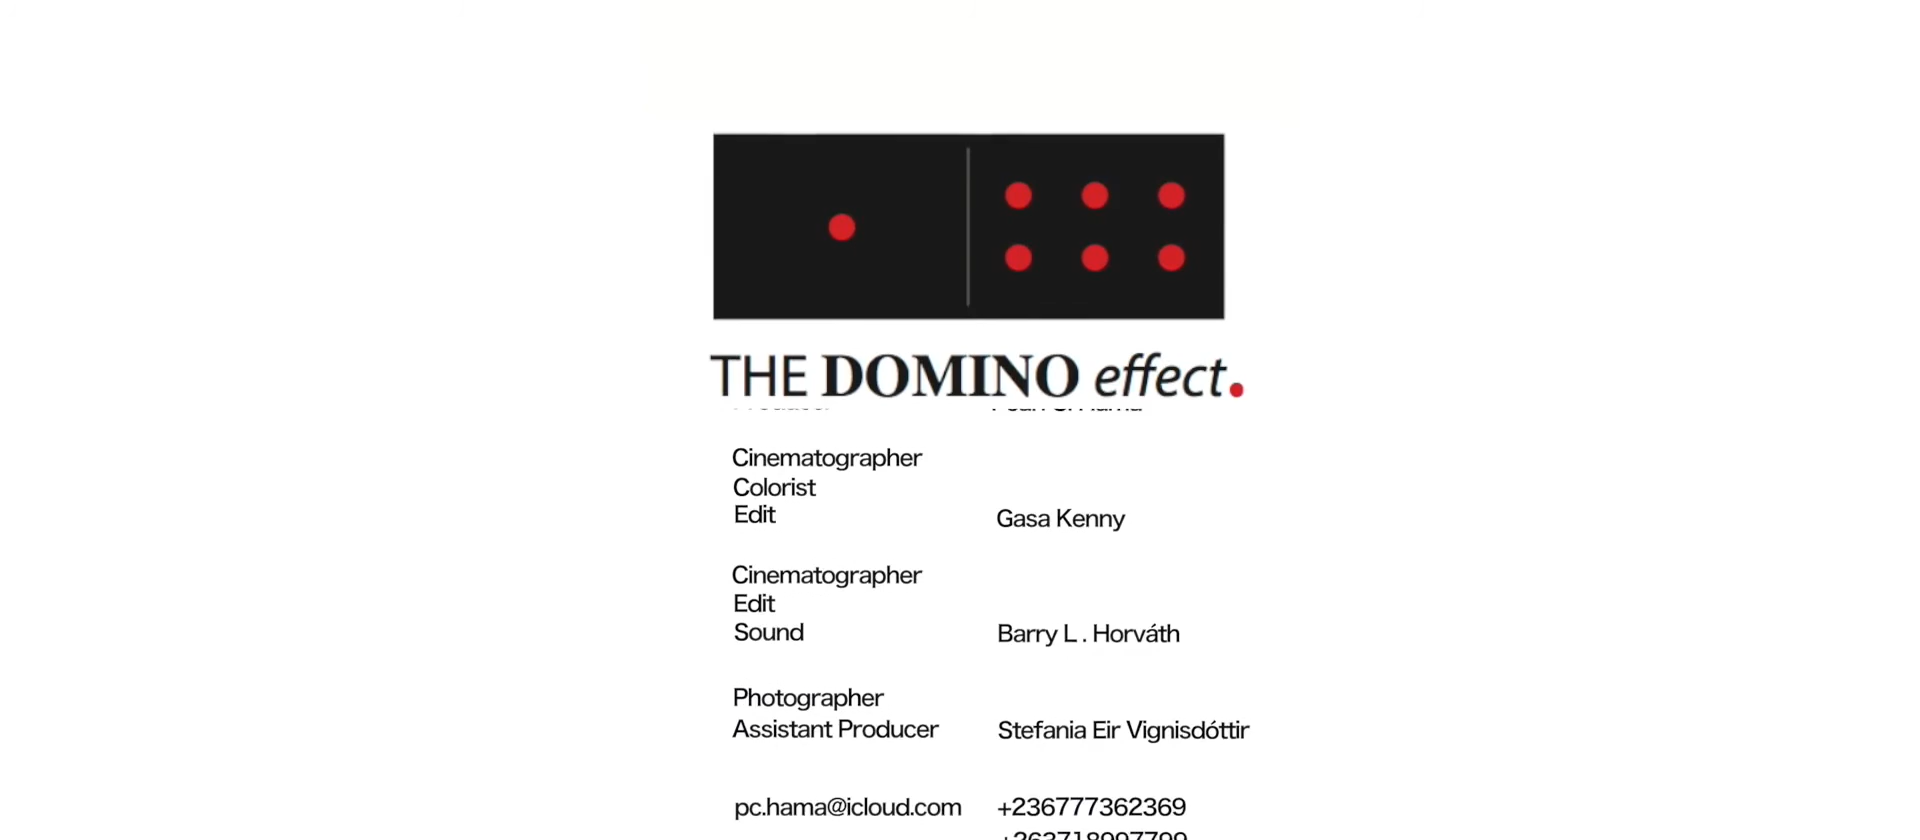 THE DOMINO effect.
Cinematographer
Colorist
Edit Gasa Kenny
Cinematographer
Edit
Sound Barry L . Horváth
Photographer
Assistant Producer Stefania Eir Vignisdóttir
pc.hama@icloud.com +236777362369